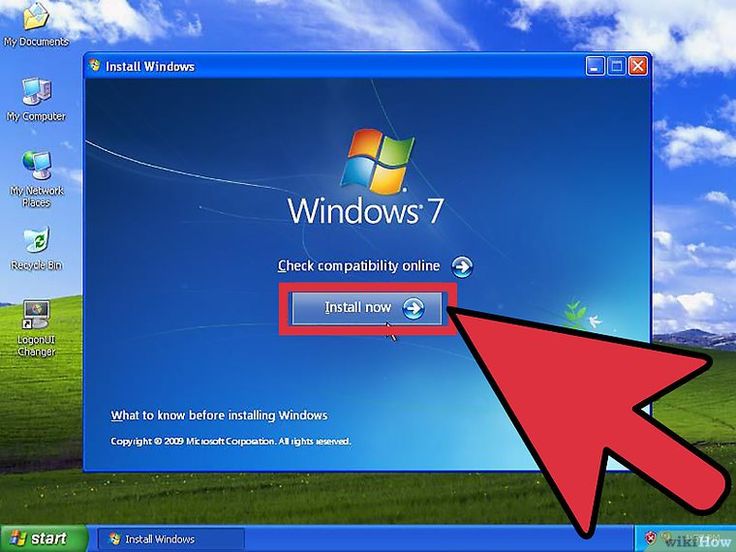 My Documents
My Computer
My Network
Places
Recycle Bin
LogonUI
Changer
Install Windows
Windows 7
Check compatibility online
Install now
What to know before installing Windows
Copyright © 2009 Microsoft Corporation. All rights reserved.
start
Install Windows
wikiHow